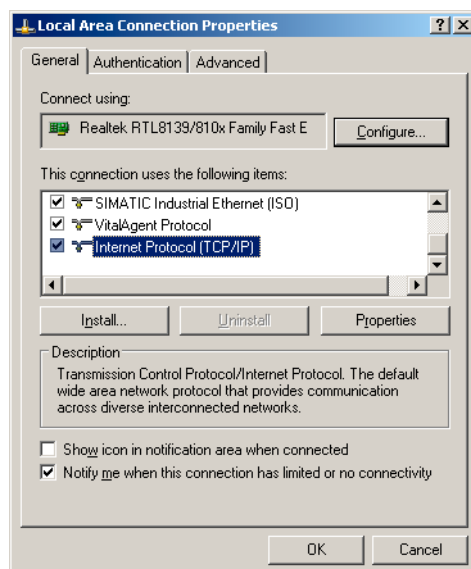 Local Area Connection Properties
General Authentication Advanced
Connect using:
Realtek RTL8139/810x Family Fast E
Configure...
This connection uses the following items:
SIMATIC Industrial Ethernet (ISO)
VitalAgent Protocol
Internet Protocol (TCP/IP)
Install... Uninstall Properties
Description
Transmission Control Protocol/Internet Protocol. The default
wide area network protocol that provides communication
across diverse interconnected networks.
Show icon in notification area when connected
Notify me when this connection has limited or no connectivity
OK Cancel